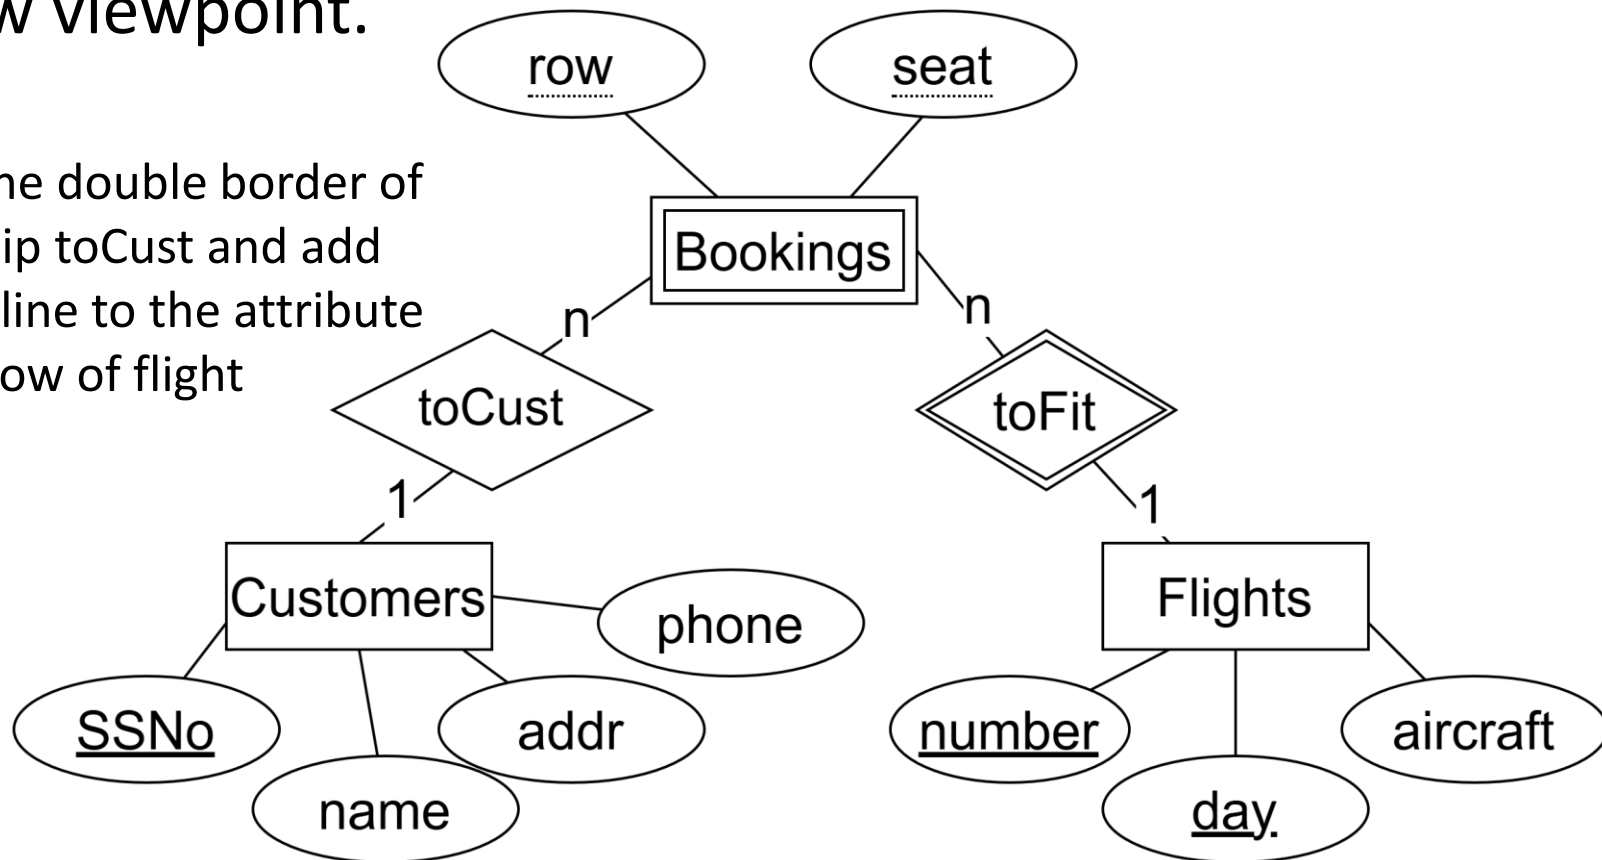 w viewpoint.
row
seat
he double border of
ip toCust and add
line to the attribute
ow of flight
Bookings
n
n
toCust
toFit
1
1
Customers
Flights
phone
SSNo
addr
number
aircraft
name
day